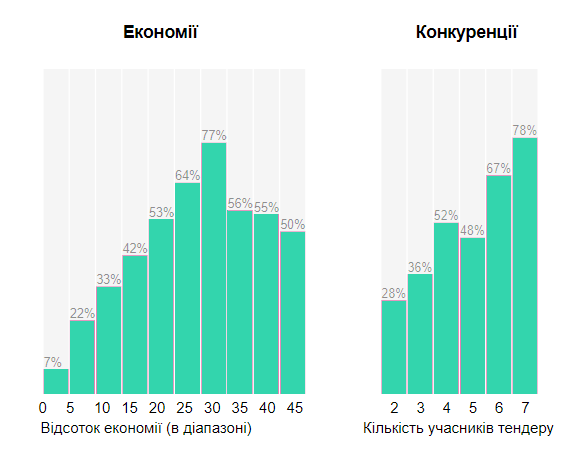 Економії
Конкуренції
7%
22%
33%
42%
53%
64%
77%
56%
55%
50%
28%
36%
52%
48%
67%
78%
0 5 10 15 20 25 30 35 40 45
Відсоток економії (в діапазоні)
2 3 4 5 6 7
Кількість учасників тендеру